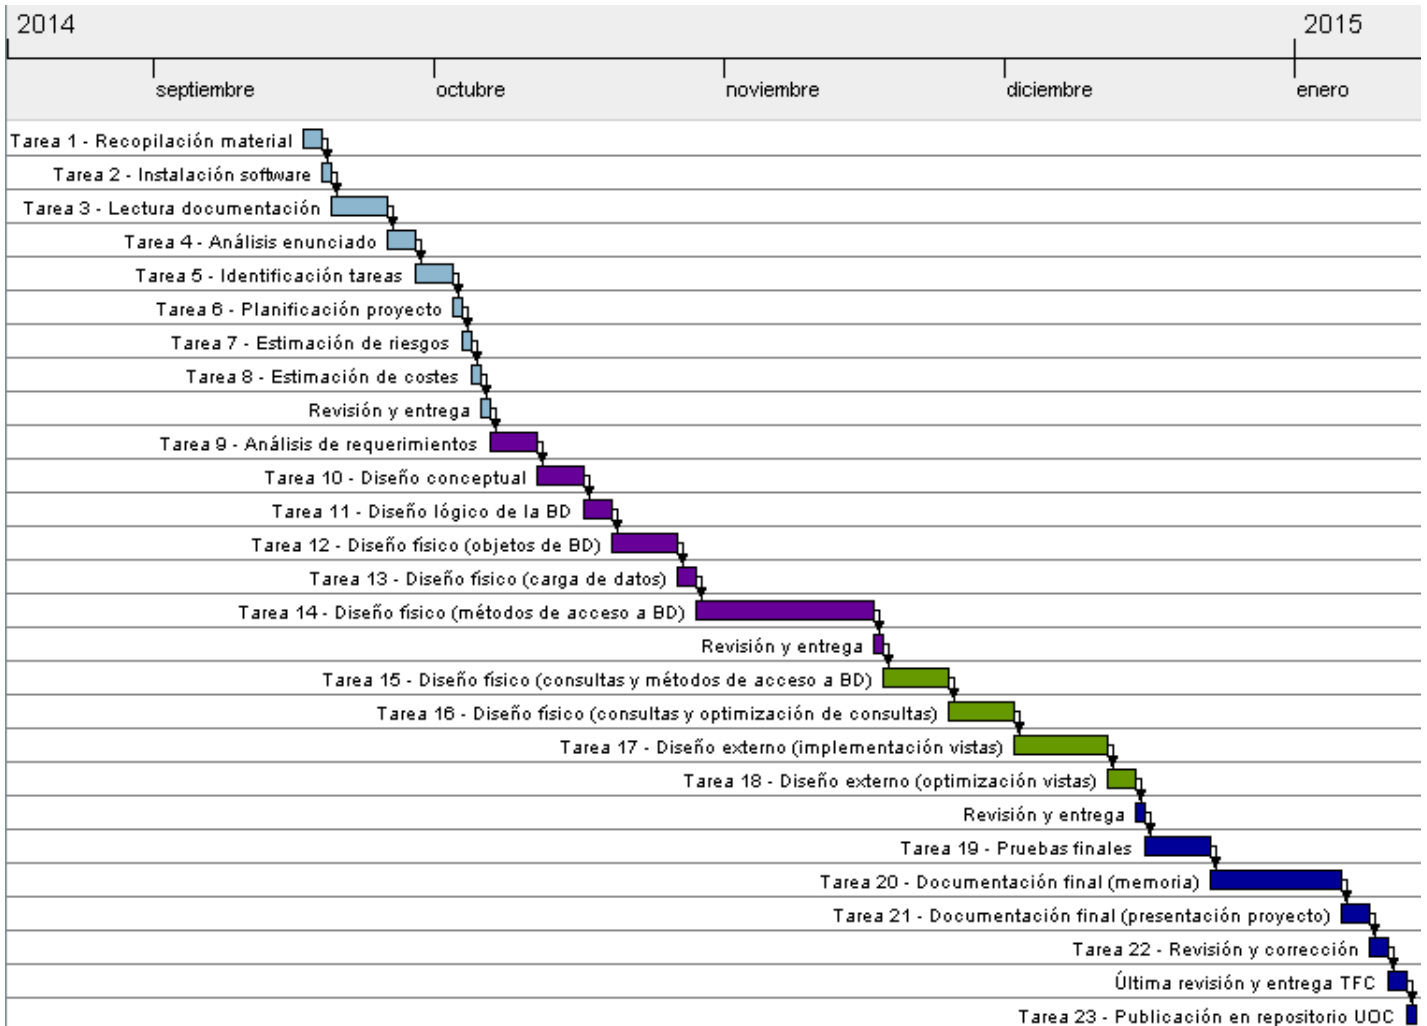 2014 2015
septiembre octubre noviembre diciembre enero
Tarea 1 - Recopilación material
Tarea 2 - Instalación software
Tarea 3 - Lectura documentación
Tarea 4 - Análisis enunciado
Tarea 5 - Identificación tareas
Tarea 6 - Planificación proyecto
Tarea 7 - Estimación de riesgos
Tarea 8 - Estimación de costes
Revisión y entrega
Tarea 9 - Análisis de requerimientos
Tarea 10 - Diseño conceptual
Tarea 11 - Diseño lógico de la BD
Tarea 12 - Diseño físico (objetos de BD)
Tarea 13 - Diseño físico (carga de datos)
Tarea 14 - Diseño físico (métodos de acceso a BD)
Revisión y entrega
Tarea 15 - Diseño físico (consultas y métodos de acceso a BD)
Tarea 16 - Diseño físico (consultas y optimización de consultas)
Tarea 17 - Diseño externo (implementación vistas)
Tarea 18 - Diseño externo (optimización vistas)
Revisión y entrega
Tarea 19 - Pruebas finales
Tarea 20 - Documentación final (memoria)
Tarea 21 - Documentación final (presentación proyecto)
Tarea 22 - Revisión y corrección
Última revisión y entrega TFC
Tarea 23 - Publicación en repositorio UOC